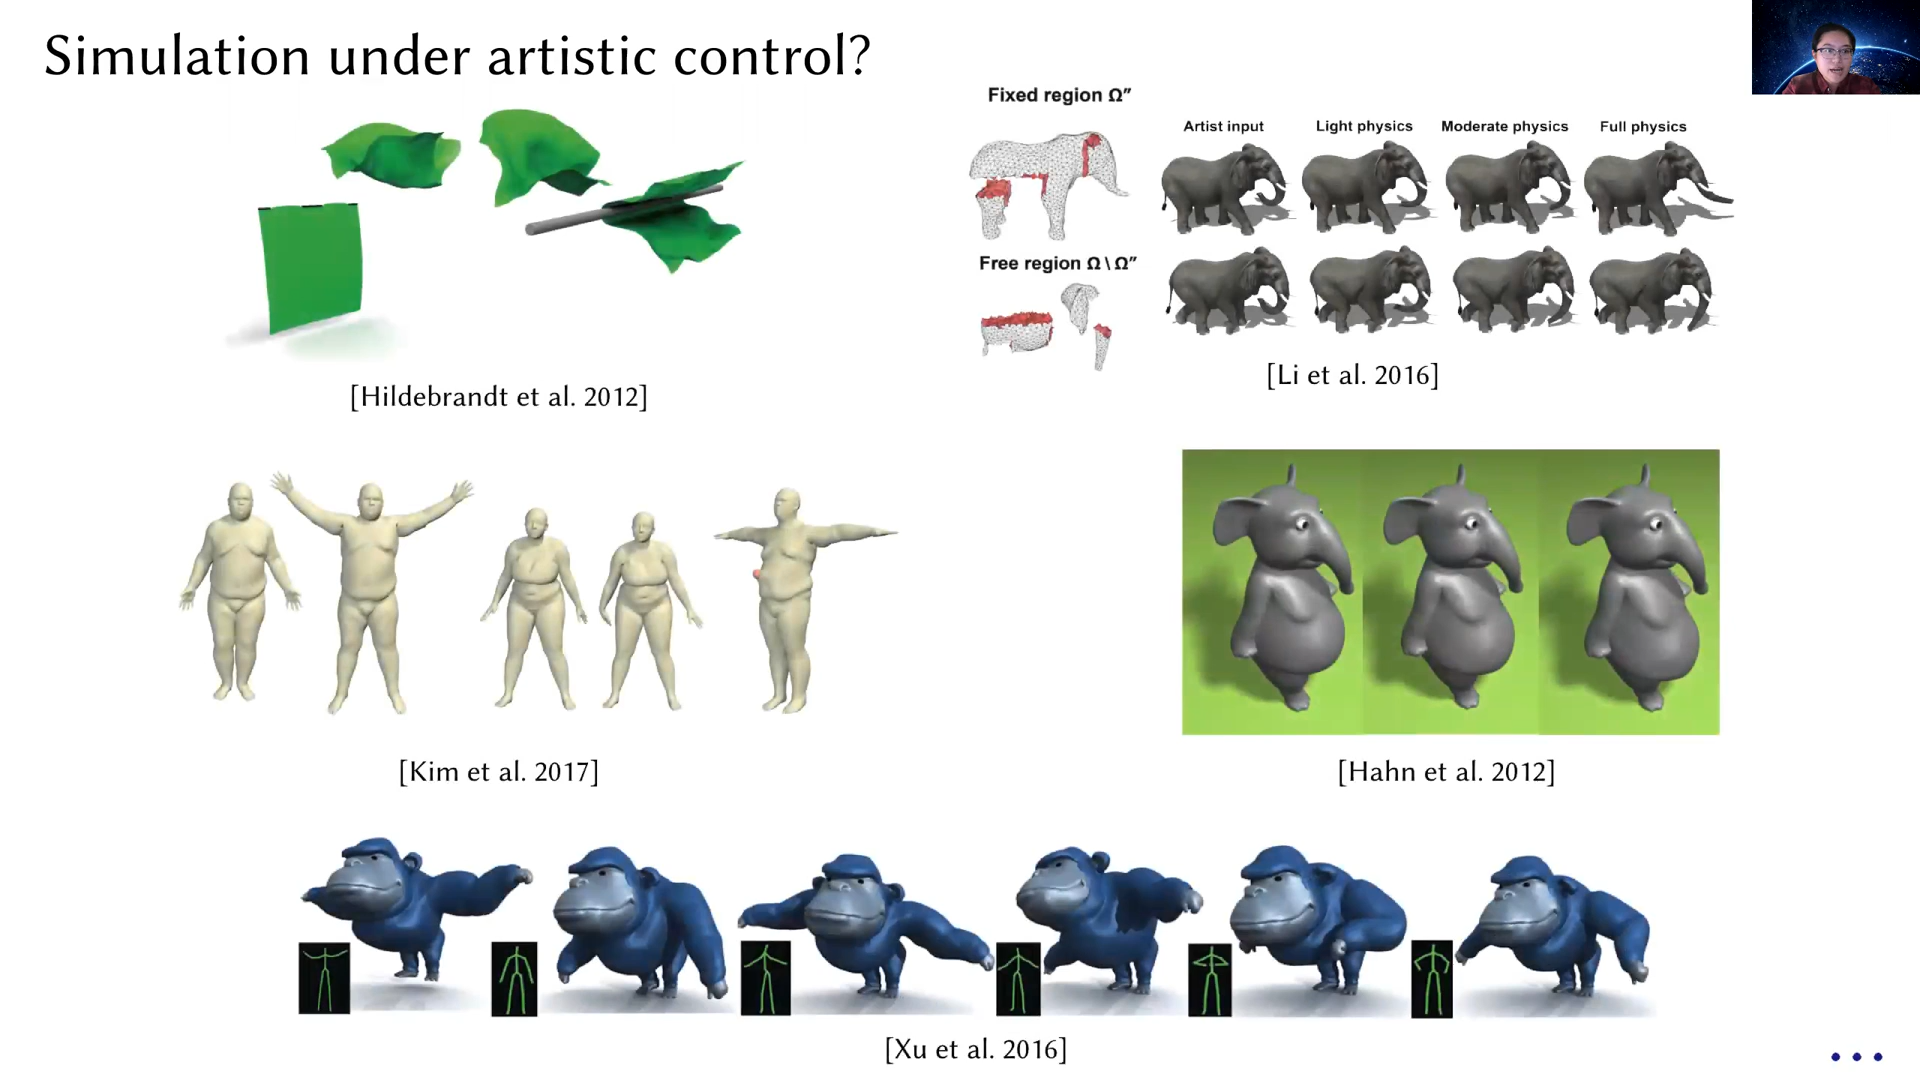 Simulation under artistic control?
Fixed region Ω″
Artist input
Light physics
Moderate physics
Full physics
Free region Ω \ Ω″
[Hildebrandt et al. 2012]
[Li et al. 2016]
[Kim et al. 2017]
[Hahn et al. 2012]
[Xu et al. 2016]
...